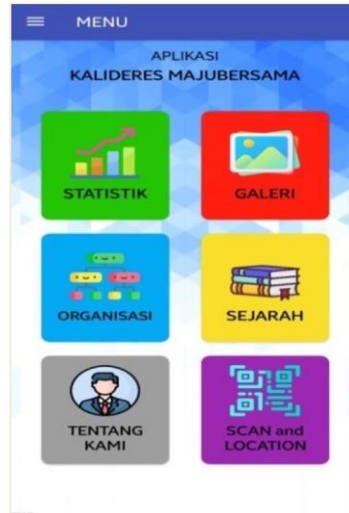 MENU
APLIKASI
KALIDERES MAJUBERSAMA
STATISTIK
GALERI
ORGANISASI
SEJARAH
TENTANG
KAMI
SCAN and
LOCATION